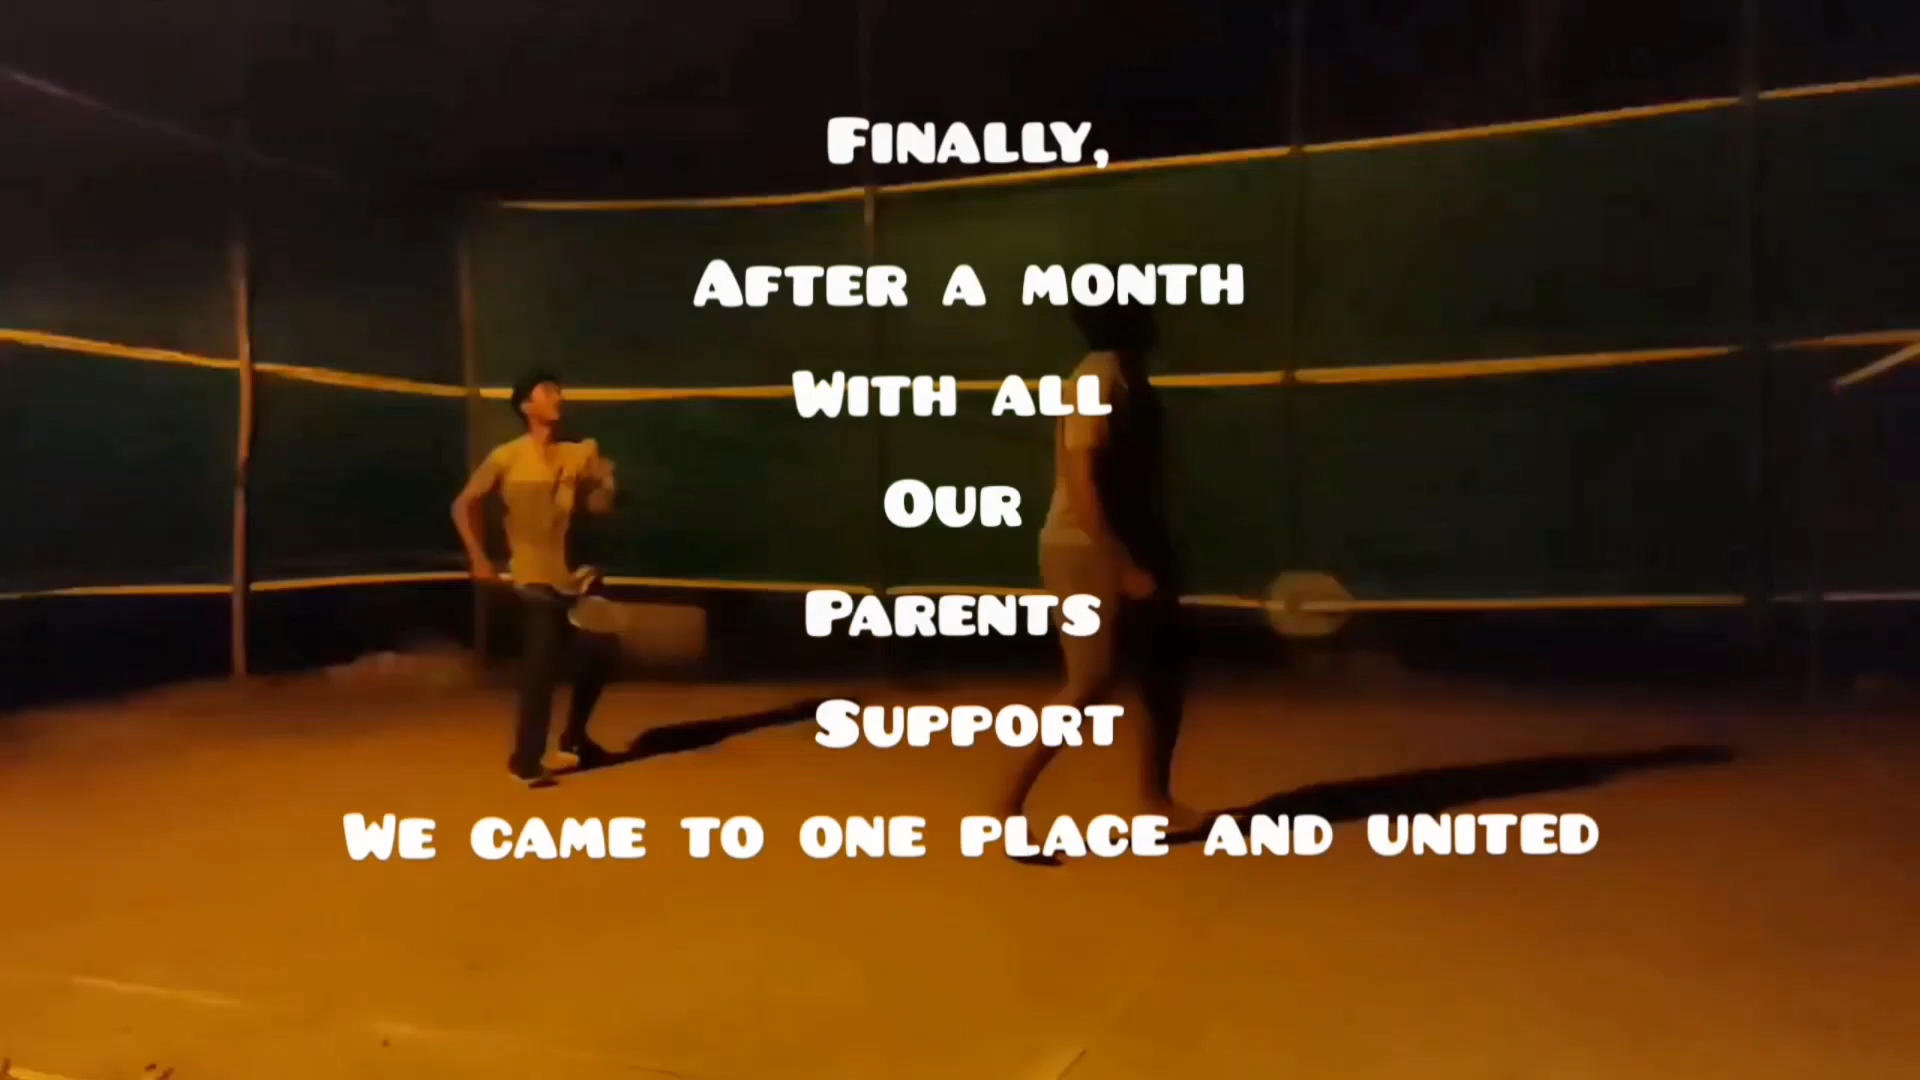 Finally,
After a month
With all
Our
Parents
Support
We came to one place and united